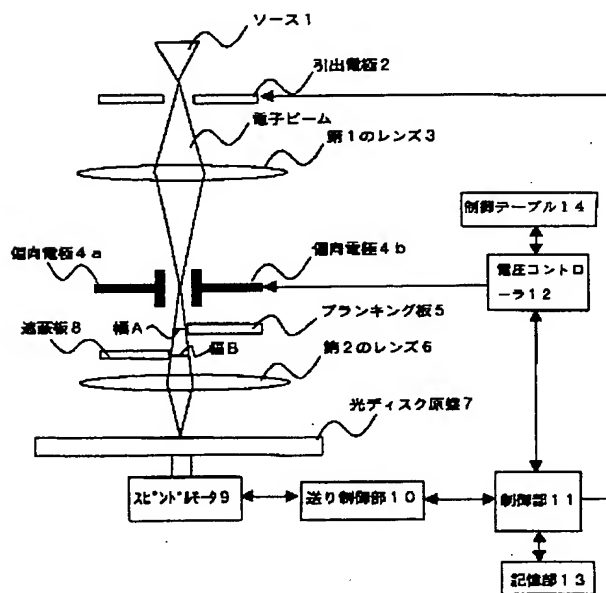 ソース1
引出電極2
電子ビーム
第1のレンズ3
制御テーブル14
偏向電極4a
偏向電極4b
電圧コントロ
ーラ12
ブランキング板5
遮蔽板8
幅A
幅B
第2のレンズ6
光ディスク原盤7
スピンドルモータ9
送り制御部10
制御部11
記憶部13